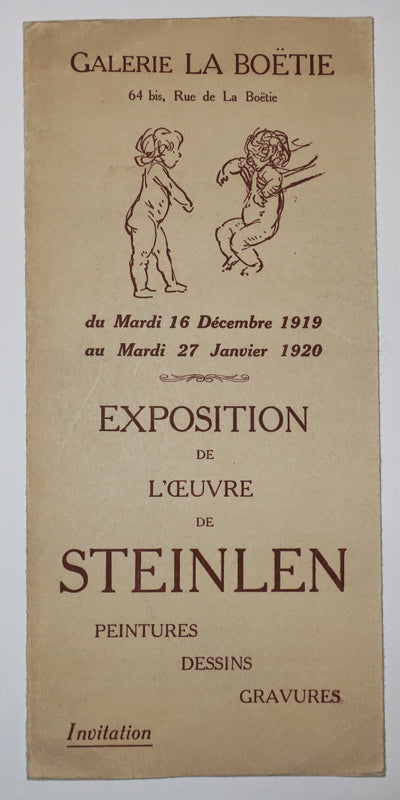 GALERIE LA BOËTIE
64 bis, Rue de La Boëtie
du Mardi 16 Décembre 1919
au Mardi 27 Janvier 1920
EXPOSITION
DE
L'ŒUVRE
DE
STEINLEN
PEINTURES
DESSINS
GRAVURES
Invitation